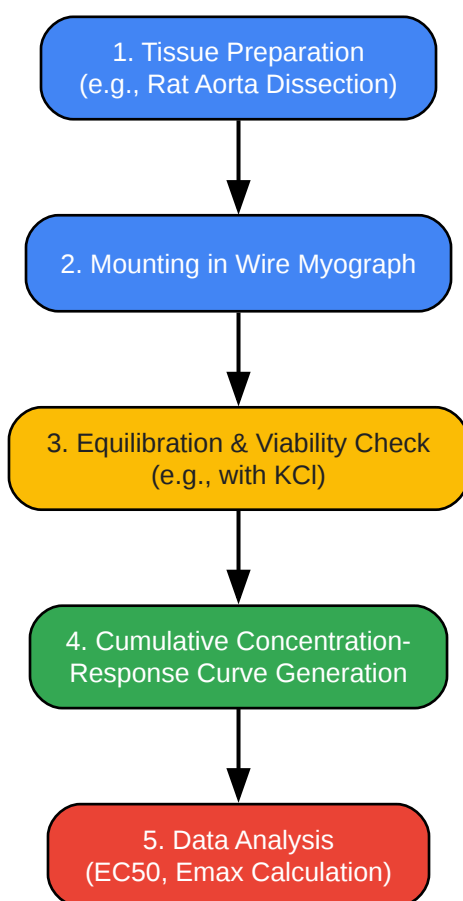 1. Tissue Preparation
(e.g., Rat Aorta Dissection)
2. Mounting in Wire Myograph
3. Equilibration & Viability Check
(e.g., with KCl)
4. Cumulative Concentration-
Response Curve Generation
5. Data Analysis
(EC50, Emax Calculation)